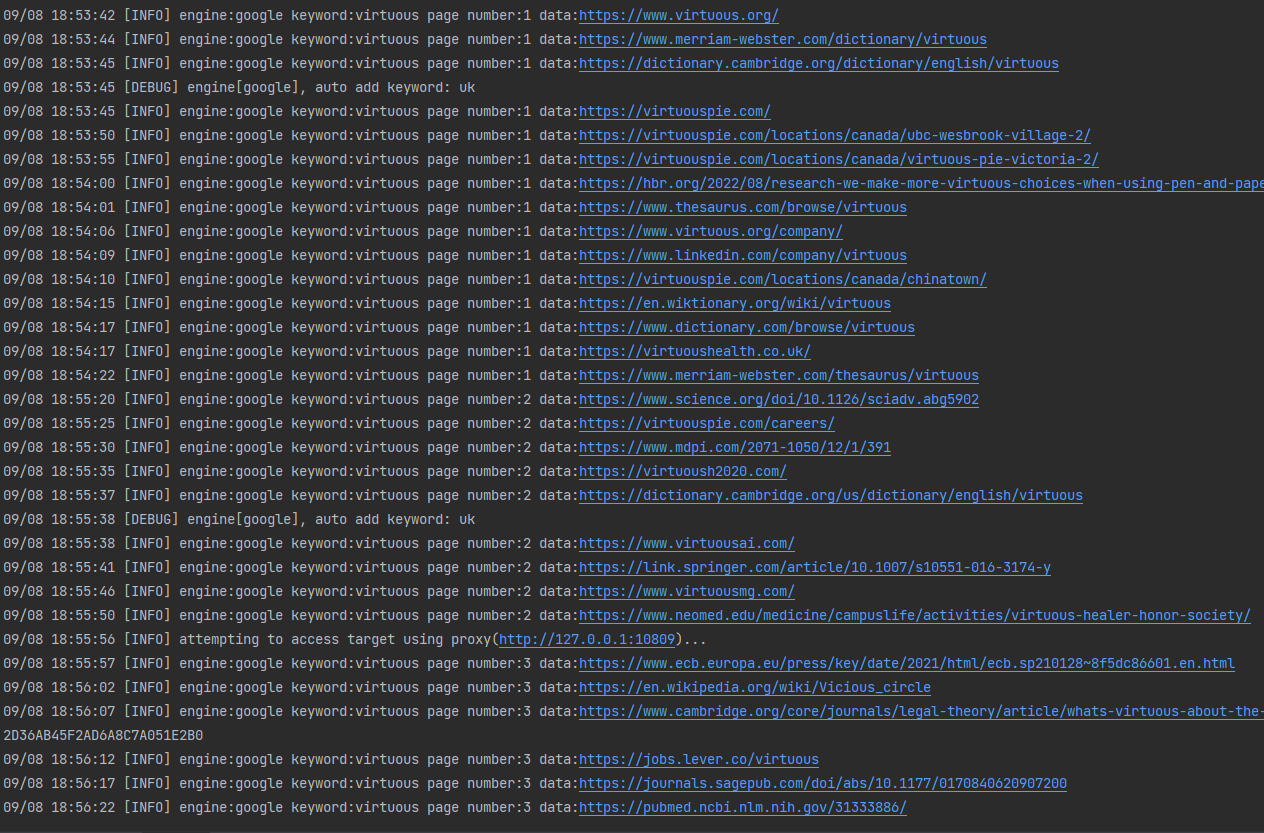 09/08 18:53:42 [INFO] engine:google keyword:virtuous page number:1 data:https://www.virtuous.org/
09/08 18:53:44 [INFO] engine:google keyword:virtuous page number:1 data:https://www.merriam-webster.com/dictionary/virtuous
09/08 18:53:45 [INFO] engine:google keyword:virtuous page number:1 data:https://dictionary.cambridge.org/dictionary/english/virtuous
09/08 18:53:45 [DEBUG] engine[google], auto add keyword: uk
09/08 18:53:45 [INFO] engine:google keyword:virtuous page number:1 data:https://virtuouspie.com/
09/08 18:53:50 [INFO] engine:google keyword:virtuous page number:1 data:https://virtuouspie.com/locations/canada/ubc-wesbrook-village-2/
09/08 18:53:55 [INFO] engine:google keyword:virtuous page number:1 data:https://virtuouspie.com/locations/canada/virtuous-pie-victoria-2/
09/08 18:54:00 [INFO] engine:google keyword:virtuous page number:1 data:https://hbr.org/2022/08/research-we-make-more-virtuous-choices-when-using-pen-and-pape
09/08 18:54:01 [INFO] engine:google keyword:virtuous page number:1 data:https://www.thesaurus.com/browse/virtuous
09/08 18:54:06 [INFO] engine:google keyword:virtuous page number:1 data:https://www.virtuous.org/company/
09/08 18:54:09 [INFO] engine:google keyword:virtuous page number:1 data:https://www.linkedin.com/company/virtuous
09/08 18:54:10 [INFO] engine:google keyword:virtuous page number:1 data:https://virtuouspie.com/locations/canada/chinatown/
09/08 18:54:15 [INFO] engine:google keyword:virtuous page number:1 data:https://en.wiktionary.org/wiki/virtuous
09/08 18:54:17 [INFO] engine:google keyword:virtuous page number:1 data:https://www.dictionary.com/browse/virtuous
09/08 18:54:17 [INFO] engine:google keyword:virtuous page number:1 data:https://virtuoushealth.co.uk/
09/08 18:54:22 [INFO] engine:google keyword:virtuous page number:1 data:https://www.merriam-webster.com/thesaurus/virtuous
09/08 18:55:20 [INFO] engine:google keyword:virtuous page number:2 data:https://www.science.org/doi/10.1126/sciadv.abg5902
09/08 18:55:25 [INFO] engine:google keyword:virtuous page number:2 data:https://virtuouspie.com/careers/
09/08 18:55:30 [INFO] engine:google keyword:virtuous page number:2 data:https://www.mdpi.com/2071-1050/12/1/391
09/08 18:55:35 [INFO] engine:google keyword:virtuous page number:2 data:https://virtuoush2020.com/
09/08 18:55:37 [INFO] engine:google keyword:virtuous page number:2 data:https://dictionary.cambridge.org/us/dictionary/english/virtuous
09/08 18:55:38 [DEBUG] engine[google], auto add keyword: uk
09/08 18:55:38 [INFO] engine:google keyword:virtuous page number:2 data:https://www.virtuousai.com/
09/08 18:55:41 [INFO] engine:google keyword:virtuous page number:2 data:https://link.springer.com/article/10.1007/s10551-016-3174-y
09/08 18:55:46 [INFO] engine:google keyword:virtuous page number:2 data:https://www.virtuousmg.com/
09/08 18:55:50 [INFO] engine:google keyword:virtuous page number:2 data:https://www.neomed.edu/medicine/campuslife/activities/virtuous-healer-honor-society/
09/08 18:55:56 [INFO] attempting to access target using proxy(http://127.0.0.1:10809)...
09/08 18:55:57 [INFO] engine:google keyword:virtuous page number:3 data:https://www.ecb.europa.eu/press/key/date/2021/html/ecb.sp210128~8f5dc86601.en.html
09/08 18:56:02 [INFO] engine:google keyword:virtuous page number:3 data:https://en.wikipedia.org/wiki/Vicious_circle
09/08 18:56:07 [INFO] engine:google keyword:virtuous page number:3 data:https://www.cambridge.org/core/journals/legal-theory/article/whats-virtuous-about-the-
2D36AB45F2AD6A8C7A051E2B0
09/08 18:56:12 [INFO] engine:google keyword:virtuous page number:3 data:https://jobs.lever.co/virtuous
09/08 18:56:17 [INFO] engine:google keyword:virtuous page number:3 data:https://journals.sagepub.com/doi/abs/10.1177/0170840620907200
09/08 18:56:22 [INFO] engine:google keyword:virtuous page number:3 data:https://pubmed.ncbi.nlm.nih.gov/31333886/